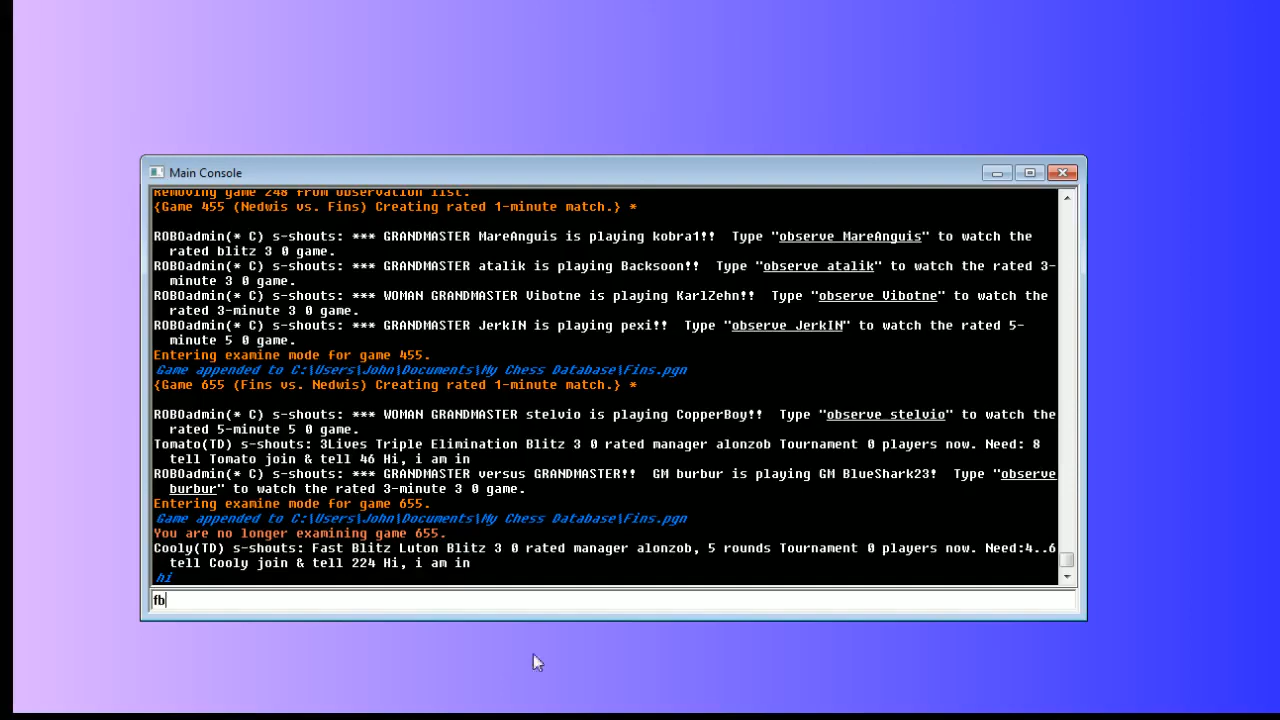 Main Console
Removing game 248 from observation list.
{Game 455 (Nedwis vs. Fins) Creating rated 1-minute match.} *
ROBOadmin(* C) s-shouts: *** GRANDMASTER MareAnguis is playing kobra1!!  Type "observe MareAnguis" to watch the
rated blitz 3 0 game.
ROBOadmin(* C) s-shouts: *** GRANDMASTER atalik is playing Backsoon!!  Type "observe atalik" to watch the rated 3-
minute 3 0 game.
ROBOadmin(* C) s-shouts: *** WOMAN GRANDMASTER Vibotne is playing KarlZehn!!  Type "observe Vibotne" to watch the
rated 3-minute 3 0 game.
ROBOadmin(* C) s-shouts: *** GRANDMASTER JerkIN is playing pexi!!  Type "observe JerkIN" to watch the rated 5-
minute 5 0 game.
Entering examine mode for game 455.
Game appended to C:\Users\John\Documents\My Chess Database\Fins.pgn
{Game 655 (Fins vs. Nedwis) Creating rated 1-minute match.} *
ROBOadmin(* C) s-shouts: *** WOMAN GRANDMASTER stelvio is playing CopperBoy!!  Type "observe stelvio" to watch the
rated 5-minute 5 0 game.
Tomato(TD) s-shouts: 3Lives Triple Elimination Blitz 3 0 rated manager alonzob Tournament 0 players now. Need: 8
tell Tomato join & tell 46 Hi, i am in
ROBOadmin(* C) s-shouts: *** GRANDMASTER versus GRANDMASTER!!  GM burbur is playing GM BlueShark23!  Type "observe
burbur" to watch the rated 3-minute 3 0 game.
Entering examine mode for game 655.
Game appended to C:\Users\John\Documents\My Chess Database\Fins.pgn
You are no longer examining game 655.
Cooly(TD) s-shouts: Fast Blitz Luton Blitz 3 0 rated manager alonzob, 5 rounds Tournament 0 players now. Need:4..6
tell Cooly join & tell 224 Hi, i am in
hi
fb